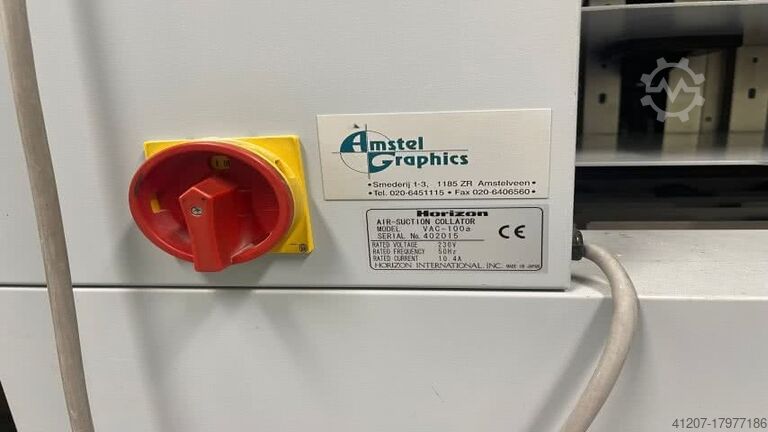 Amstel
Graphics
• Smederij 1-3, 1185 ZR Amstelveen •
• Tel. 020-6451115 • Fax 020-6406560 •
Horizon
AIR-SUCTION COLLATOR
MODEL VAC-100a
SERIAL No. 402015
RATED VOLTAGE 230V
RATED FREQUENCY 50Hz
RATED CURRENT 10.4A
HORIZON INTERNATIONAL, INC. MADE IN JAPAN
CE
41207-17977186